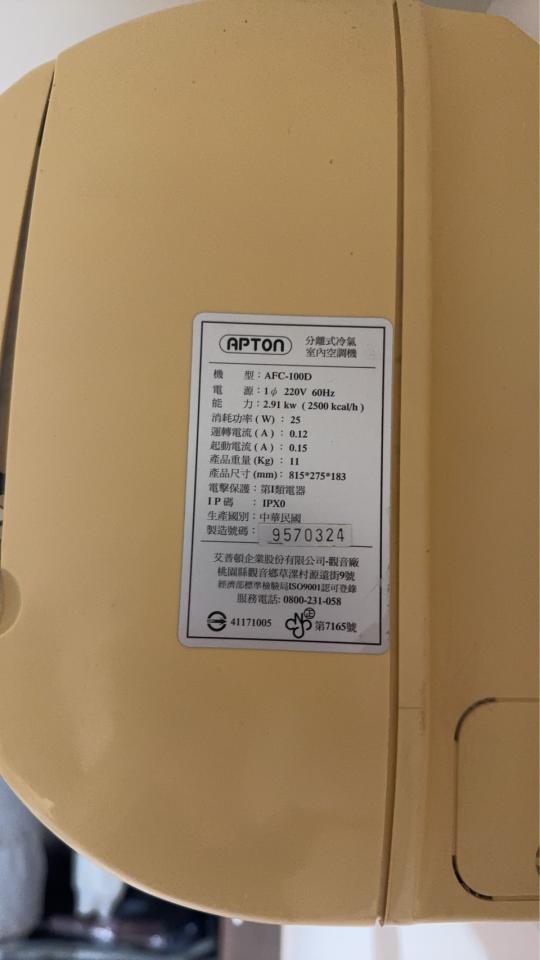 APTON 分離式冷氣
室內空調機
機 型：AFC-100D
電 源：1ϕ 220V 60Hz
能 力：2.91 kw ( 2500 kcal/h )
消耗功率 ( W ) ：25
運轉電流 ( A ) ：0.12
起動電流 ( A ) ：0.15
產品重量 (Kg) ：11
產品尺寸 (mm)：815*275*183
電擊保護：第I類電器
I P 碼 ：IPX0
生產國別：中華民國
製造號碼：9570324
艾普頓企業股份有限公司-觀音廠
桃園縣觀音鄉草漯村源遠街9號
經濟部標準檢驗局ISO9001認可登錄
服務電話: 0800-231-058
41171005 正 第7165號